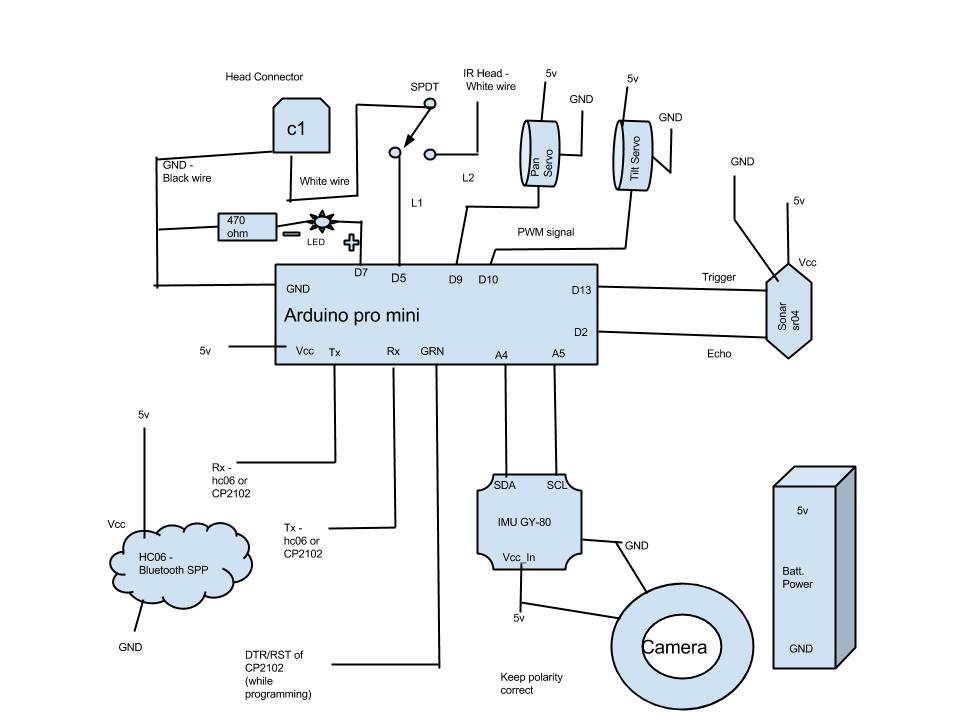 Head Connector
SPDT
IR Head -
White wire
5v
GND
5v
GND
c1
Pan
Servo
Tilt Servo
GND -
Black wire
White wire
L2
L1
GND
5v
470
ohm
LED
PWM signal
D7
D5
D9
D10
D13
GND
Arduino pro mini
D2
Vcc
Tx
Rx
GRN
A4
A5
5v
Trigger
Vcc
Sonar
sr04
Echo
5v
Vcc
HC06 -
Bluetooth SPP
GND
Rx -
hc06 or
CP2102
Tx -
hc06 or
CP2102
DTR/RST of
CP2102
(while
programming)
SDA
SCL
IMU GY-80
Vcc_In
GND
5v
Camera
Keep polarity
correct
5v
Batt.
Power
GND